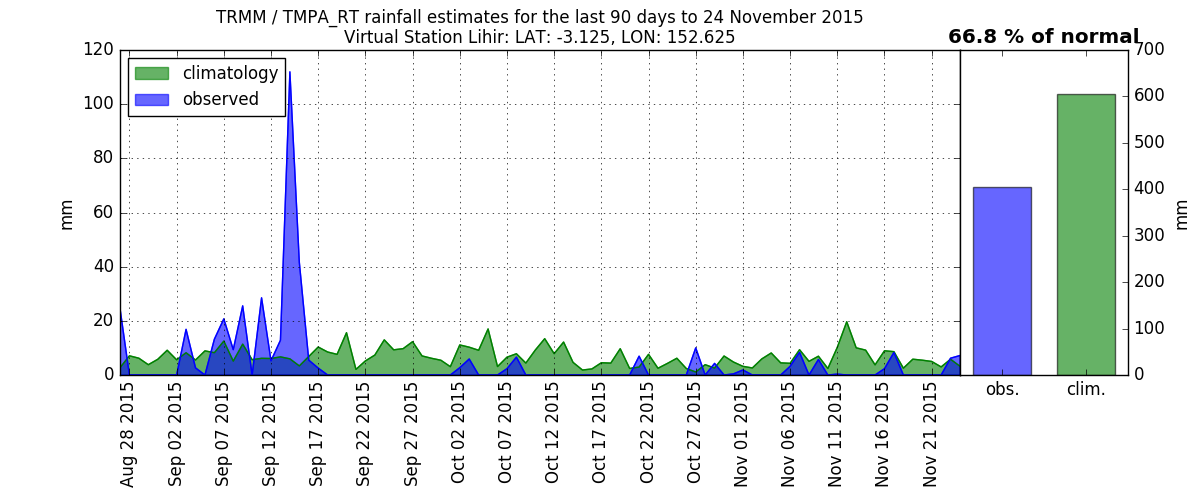 TRMM / TMPA_RT rainfall estimates for the last 90 days to 24 November 2015
Virtual Station Lihir: LAT: -3.125, LON: 152.625
66.8 % of normal
climatology
observed
120
100
80
60
40
20
0
mm
Aug 28 2015
Sep 02 2015
Sep 07 2015
Sep 12 2015
Sep 17 2015
Sep 22 2015
Sep 27 2015
Oct 02 2015
Oct 07 2015
Oct 12 2015
Oct 17 2015
Oct 22 2015
Oct 27 2015
Nov 01 2015
Nov 06 2015
Nov 11 2015
Nov 16 2015
Nov 21 2015
700
600
500
400
300
200
100
0
mm
obs.
clim.